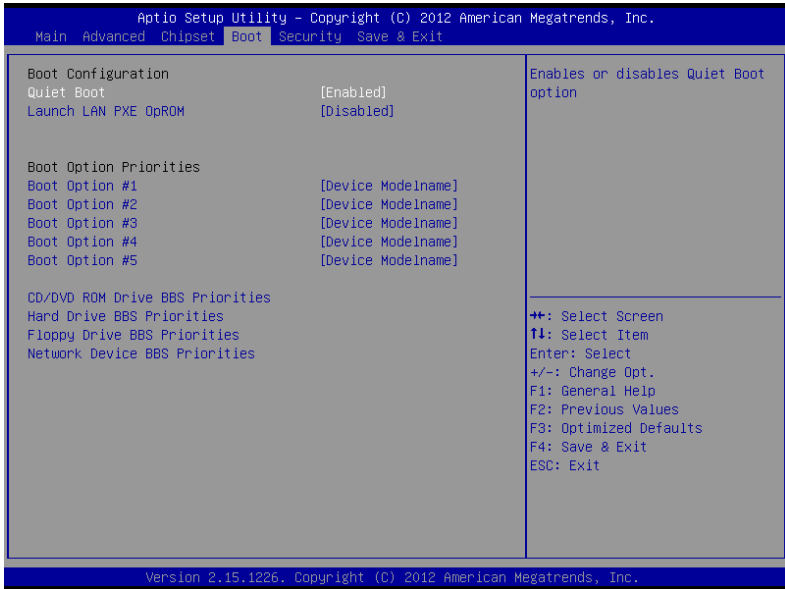 Aptio Setup Utility – Copyright (C) 2012 American Megatrends, Inc.
Main Advanced Chipset Boot Security Save & Exit
Boot Configuration
Quiet Boot [Enabled]
Launch LAN PXE OpROM [Disabled]
Boot Option Priorities
Boot Option #1 [Device Modelname]
Boot Option #2 [Device Modelname]
Boot Option #3 [Device Modelname]
Boot Option #4 [Device Modelname]
Boot Option #5 [Device Modelname]
CD/DVD ROM Drive BBS Priorities
Hard Drive BBS Priorities
Floppy Drive BBS Priorities
Network Device BBS Priorities
Enables or disables Quiet Boot
option
→←: Select Screen
↑↓: Select Item
Enter: Select
+/-: Change Opt.
F1: General Help
F2: Previous Values
F3: Optimized Defaults
F4: Save & Exit
ESC: Exit
Version 2.15.1226. Copyright (C) 2012 American Megatrends, Inc.